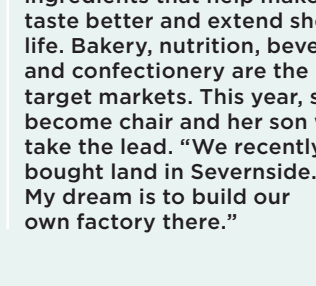 ingredients that help make
taste better and extend
life. Bakery, nutrition,
and confectionery are the
target markets. This year,
become chair and her son
take the lead. “We recently
bought land in Severnside.
My dream is to build our
own factory there.”